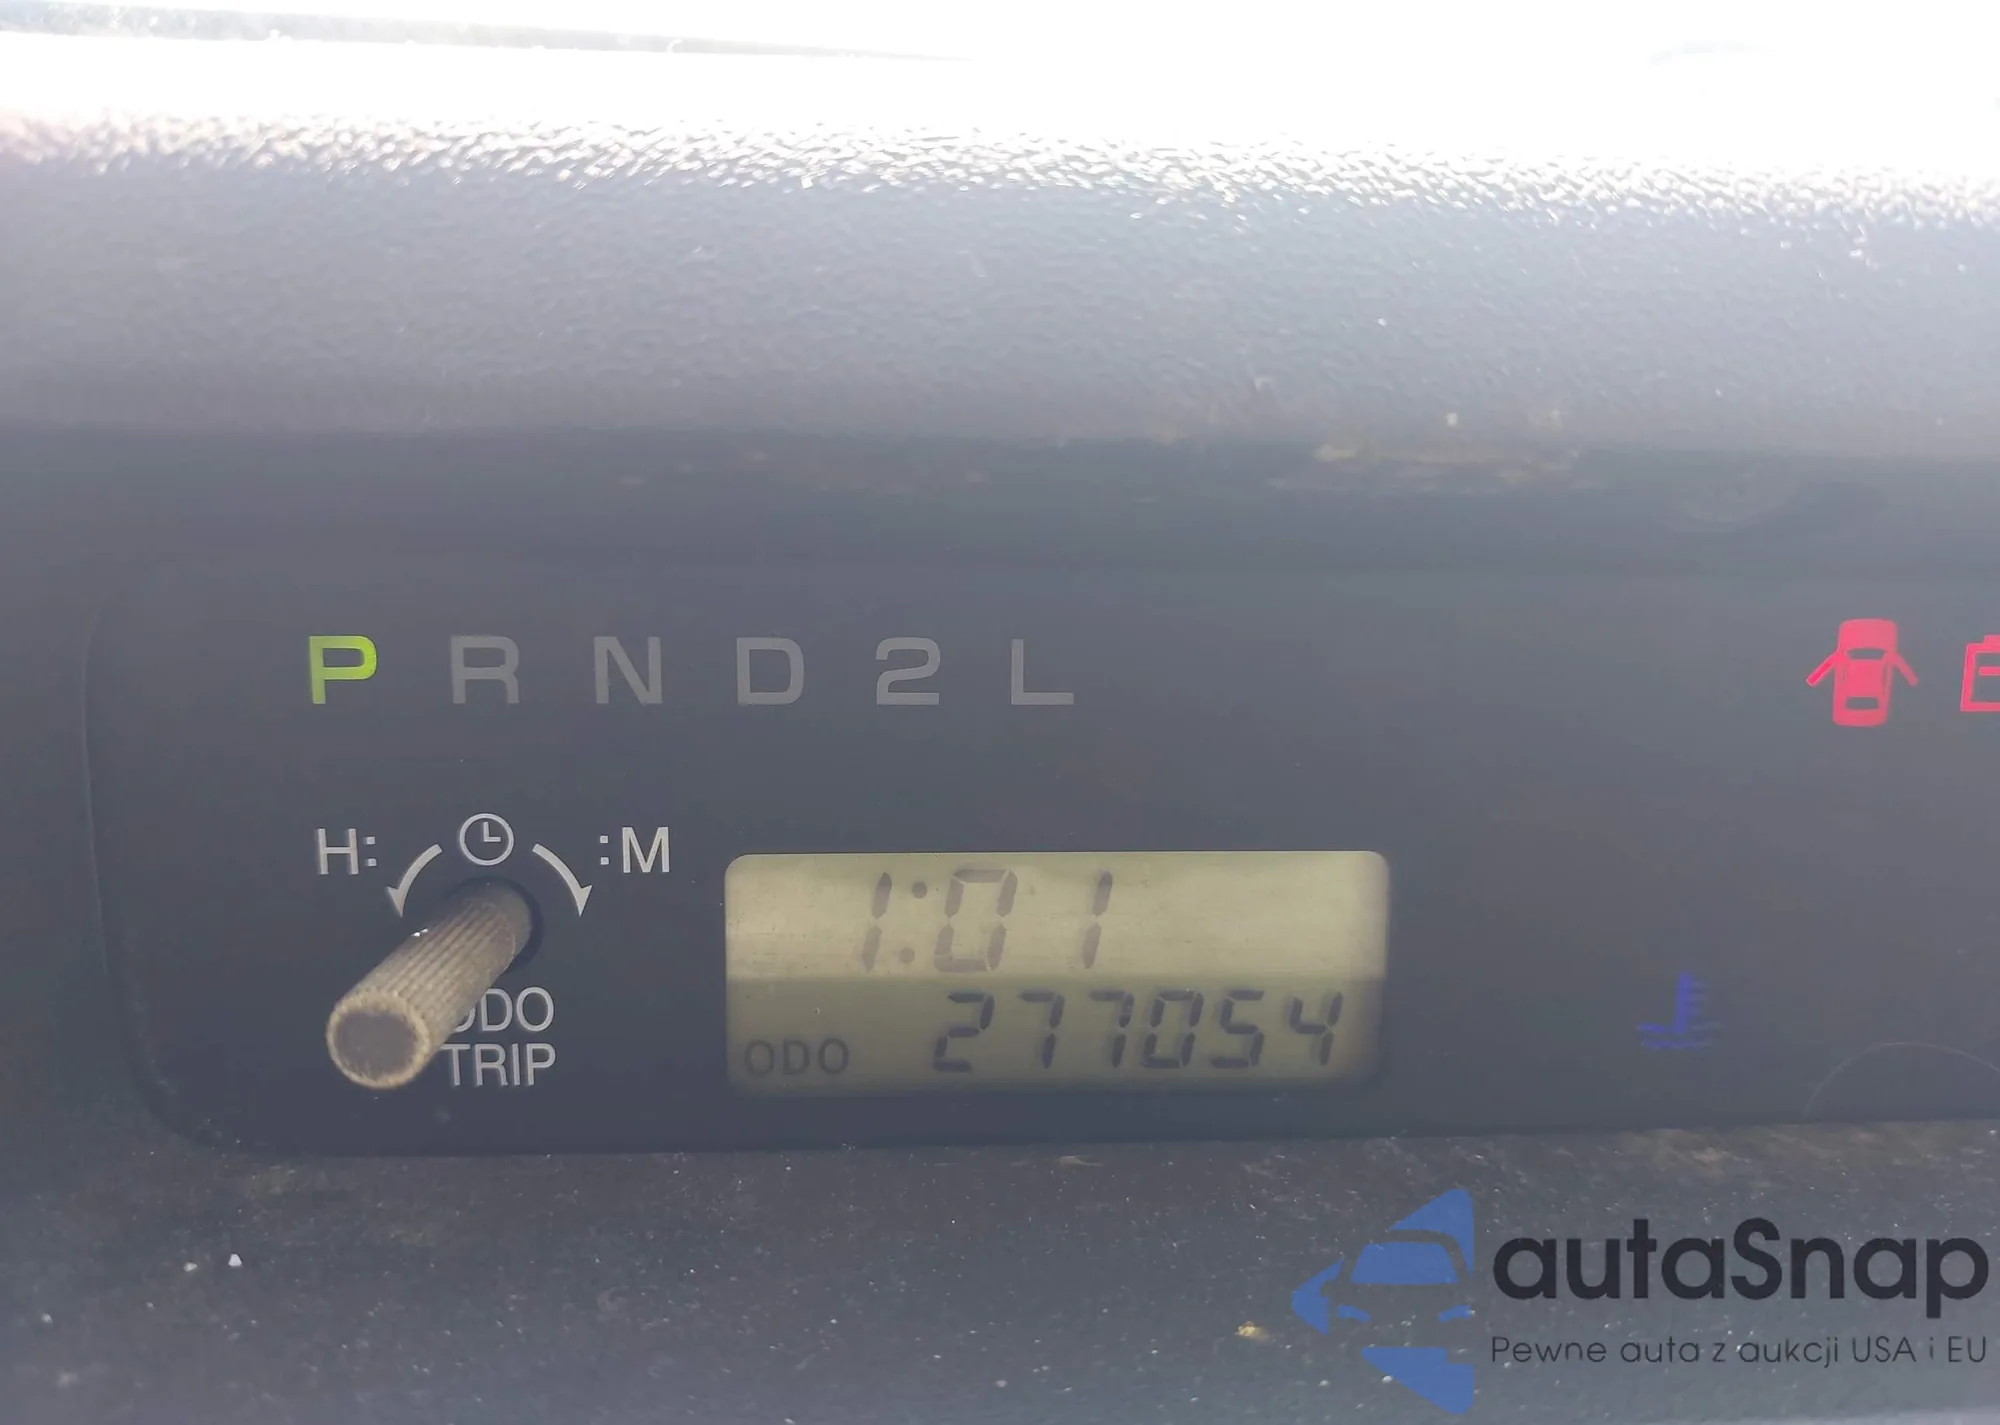 P R N D 2 L
H: :M
1:01
ODO 277054
ODO
TRIP
autaSnap
Pewne auta z aukcji USA i EU